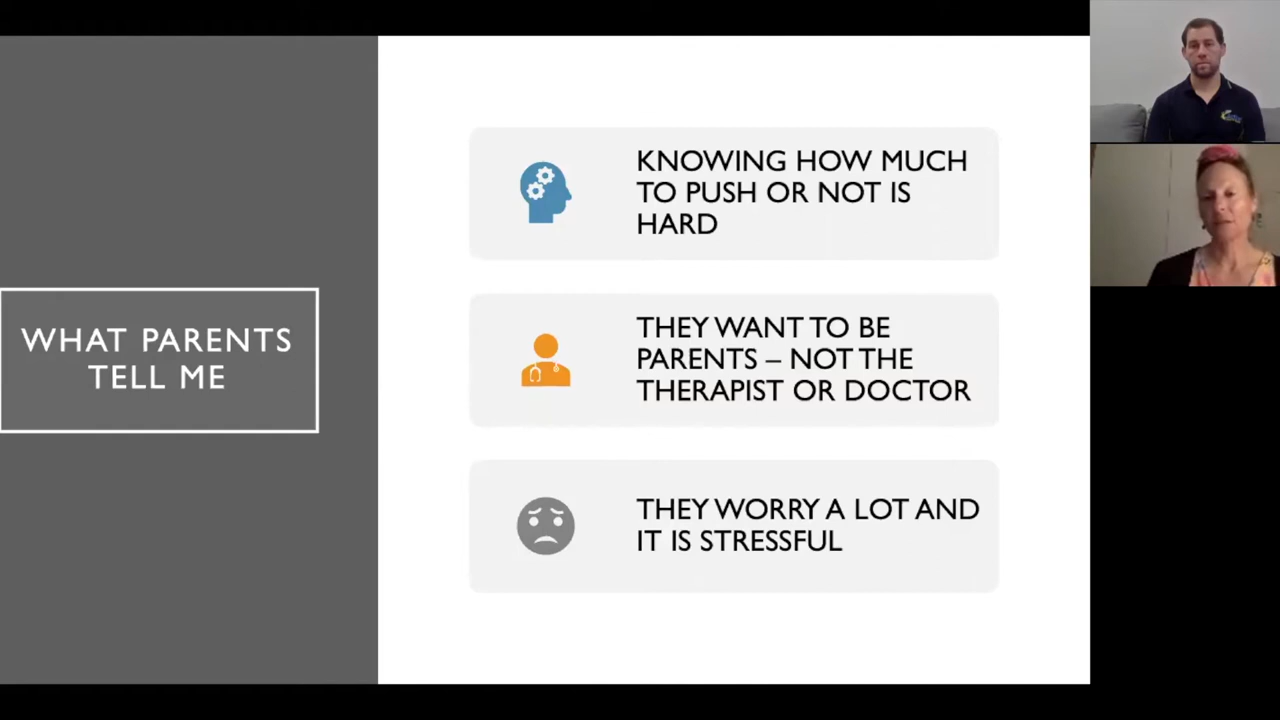 WHAT PARENTS
TELL ME
KNOWING HOW MUCH
TO PUSH OR NOT IS
HARD
THEY WANT TO BE
PARENTS – NOT THE
THERAPIST OR DOCTOR
THEY WORRY A LOT AND
IT IS STRESSFUL